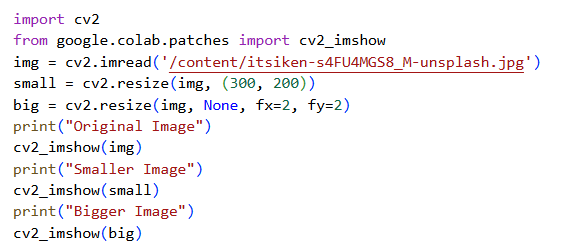 import cv2
from google.colab.patches import cv2_imshow
img = cv2.imread('/content/itsiken-s4FU4MGS8_M-unsplash.jpg')
small = cv2.resize(img, (300, 200))
big = cv2.resize(img, None, fx=2, fy=2)
print("Original Image")
cv2_imshow(img)
print("Smaller Image")
cv2_imshow(small)
print("Bigger Image")
cv2_imshow(big)